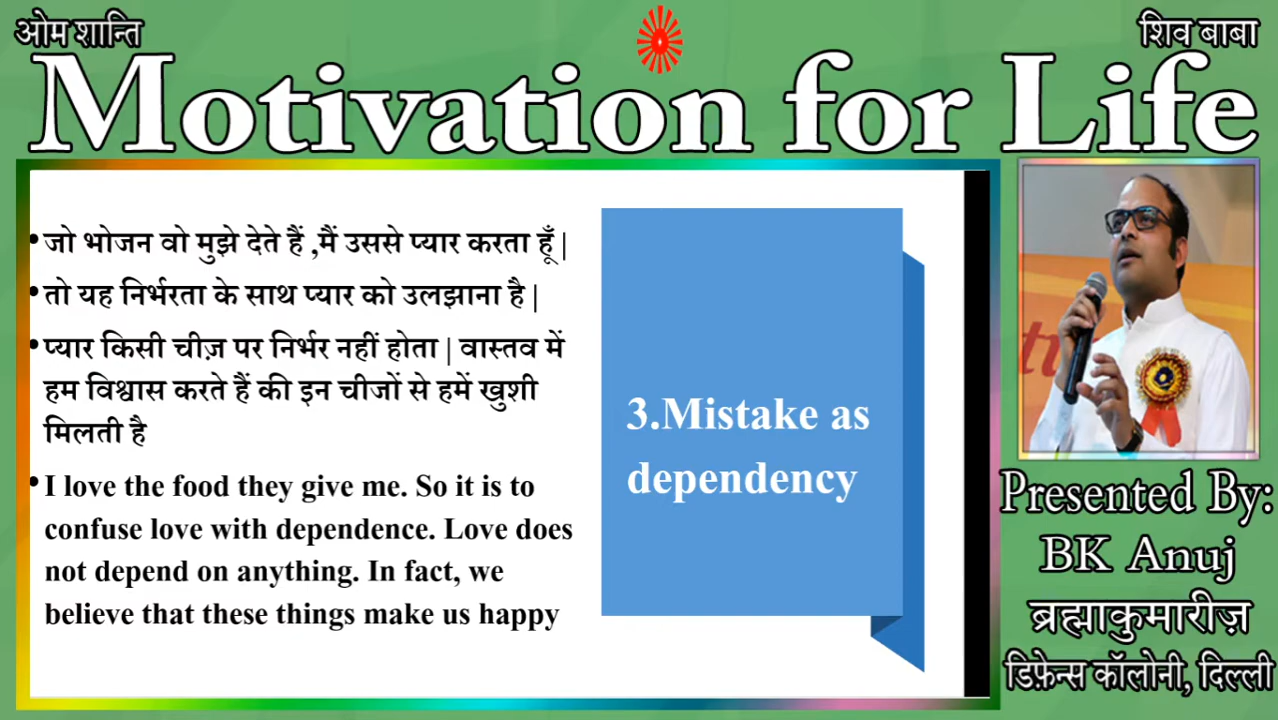 ओम शान्ति
शिव बाबा
Motivation for Life
•जो भोजन वो मुझे देते हैं ,मैं उससे प्यार करता हूँ |
•तो यह निर्भरता के साथ प्यार को उलझाना है |
•प्यार किसी चीज़ पर निर्भर नहीं होता | वास्तव में
हम विश्वास करते हैं की इन चीजों से हमें खुशी
मिलती है
•I love the food they give me. So it is to
confuse love with dependence. Love does
not depend on anything. In fact, we
believe that these things make us happy
3.Mistake as
dependency
Presented By:
BK Anuj
ब्रह्माकुमारीज़
डिफ़ेन्स कॉलोनी, दिल्ली